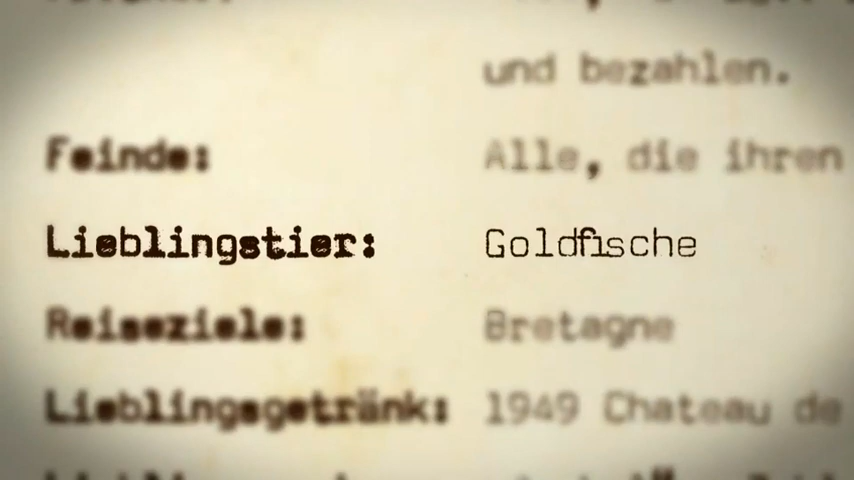 und bezahlen.
Feinde: Alle, die ihren
Lieblingstier: Goldfische
Reiseziele: Bretagne
Lieblingsgetränk: 1949 Chateau de